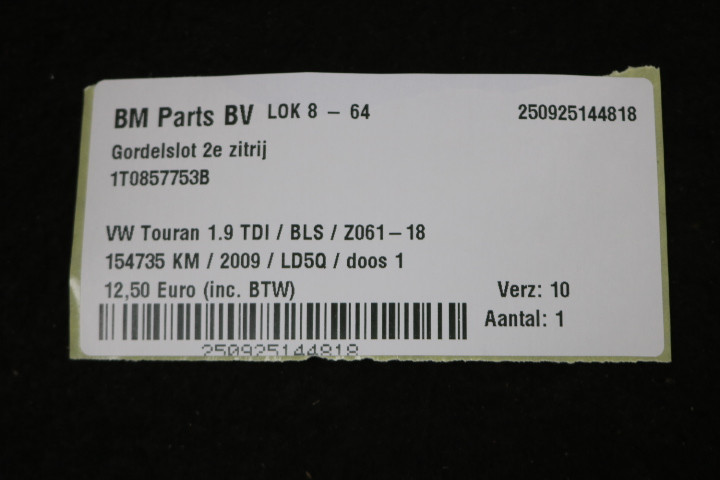 BM Parts BV LOK 8 - 64 250925144818
Gordelslot 2e zitrij
1T0857753B
VW Touran 1.9 TDI / BLS / Z061-18
154735 KM / 2009 / LD5Q / doos 1
12,50 Euro (inc. BTW) Verz: 10
Aantal: 1
250925144818